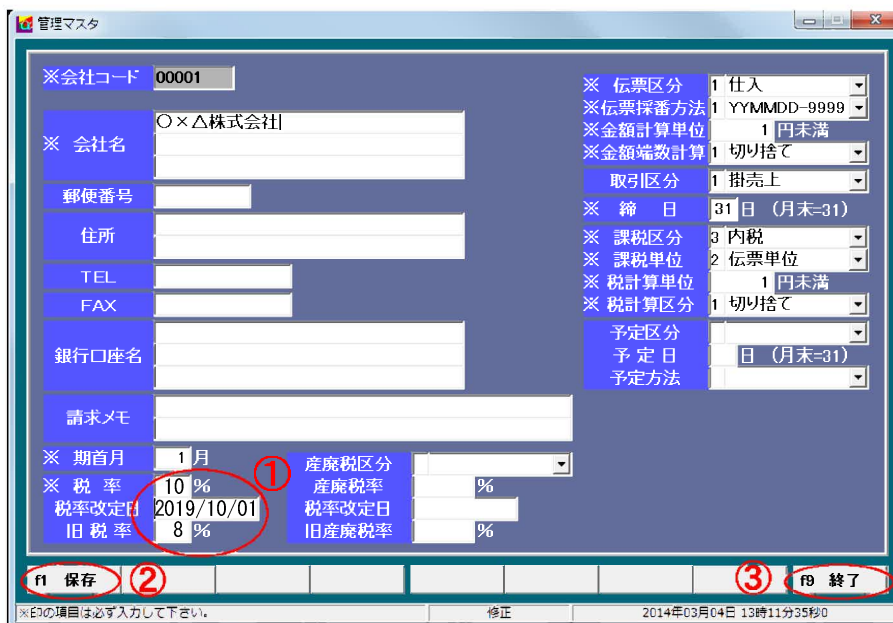 管理マスタ
※会社コード 00001
※ 会社名 ○×△株式会社
郵便番号
住所
TEL
FAX
銀行口座名
請求メモ
※ 期首月 1 月
※ 税 率 10 %
税率改定日 2019/10/01
旧 税 率 8 %
①
産廃税区分
産廃税率 %
税率改定日
旧産廃税率 %
※ 伝票区分 1 仕入
※伝票採番方法 1 YYMMDD-9999
※金額計算単位 1 円未満
※金額端数計算 1 切り捨て
取引区分 1 掛売上
※ 締 日 31 日 (月末=31)
※ 課税区分 3 内税
※ 課税単位 2 伝票単位
※ 税計算単位 1 円未満
※ 税計算区分 1 切り捨て
予定区分
予 定 日 日 (月末=31)
予定方法
f1 保存 ② ③ f9 終了
※印の項目は必ず入力して下さい。 修正 2014年03月04日 13時11分35秒0